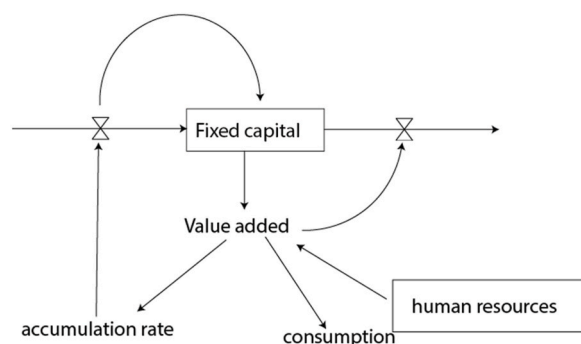 Fixed capital
Value added
human resources
accumulation rate
consumption